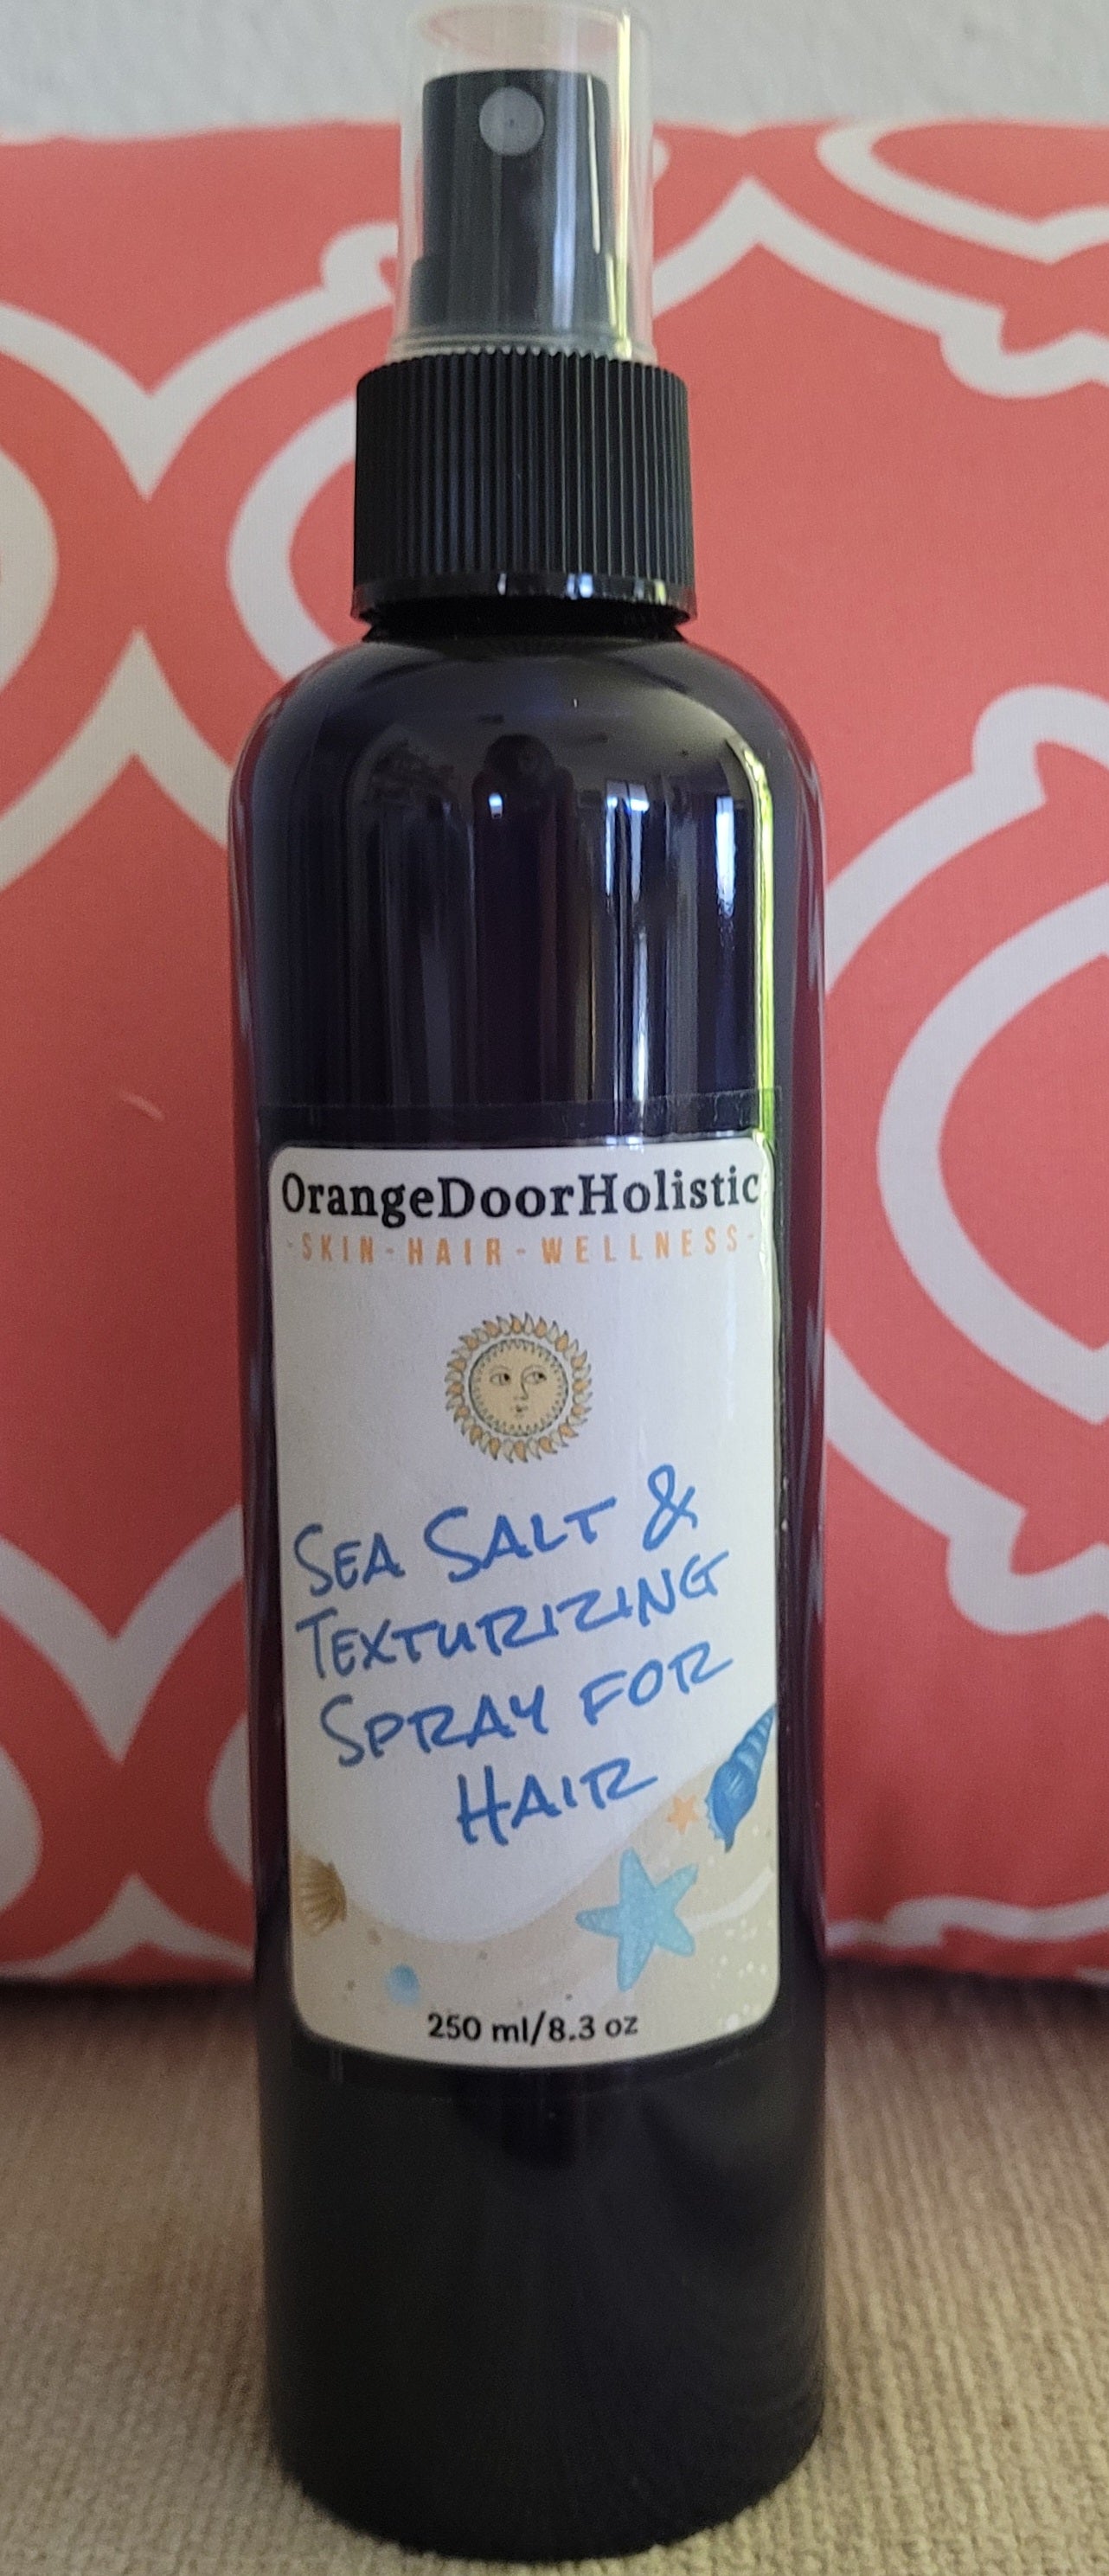 OrangeDoorHolistic
-SKIN-HAIR-WELLNESS-
SEA SALT &
TEXTURIZING
SPRAY FOR
HAIR
250 ml/8.3 oz